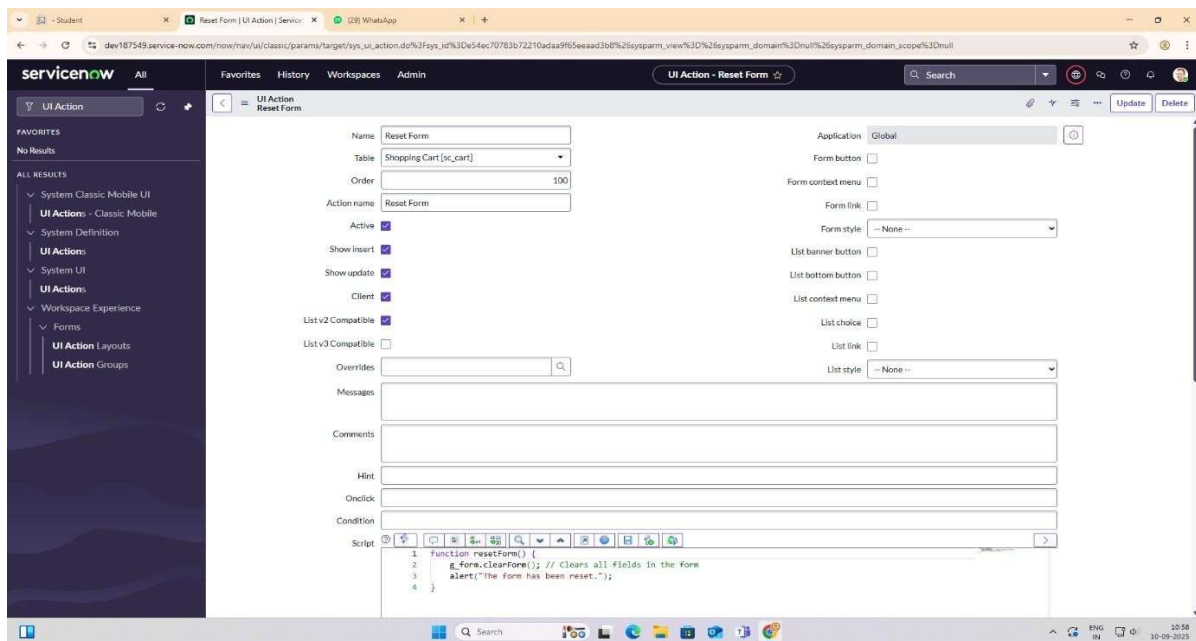 - Student
Reset Form | UI Action | Service
(29) WhatsApp
dev187549.service-now.com/now/nav/ui/classic/params/target/sys_ui_action.do%3Fsys_id%3De54ec70783b72210adaa9f65eeaad3b8%26sysparm_view%3D%26sysparm_domain%3Dnull%26sysparm_domain_scope%3Dnull
servicenow All Favorites History Workspaces Admin UI Action - Reset Form Search
UI Action
UI Action
Reset Form
Update Delete
FAVORITES
No Results
ALL RESULTS
System Classic Mobile UI
UI Actions - Classic Mobile
System Definition
UI Actions
System UI
UI Actions
Workspace Experience
Forms
UI Action Layouts
UI Action Groups
Name Reset Form
Table Shopping Cart [sc_cart]
Order 100
Action name Reset Form
Active
Show insert
Show update
Client
List v2 Compatible
List v3 Compatible
Overrides
Application Global
Form button
Form context menu
Form link
Form style -- None --
List banner button
List bottom button
List context menu
List choice
List link
List style -- None --
Messages
Comments
Hint
Onclick
Condition
Script
1 function resetForm() {
2 g_form.clearForm(); // Clears all fields in the form
3 alert("The form has been reset.");
4 }
Search
ENG
IN
10:58
10-09-2025